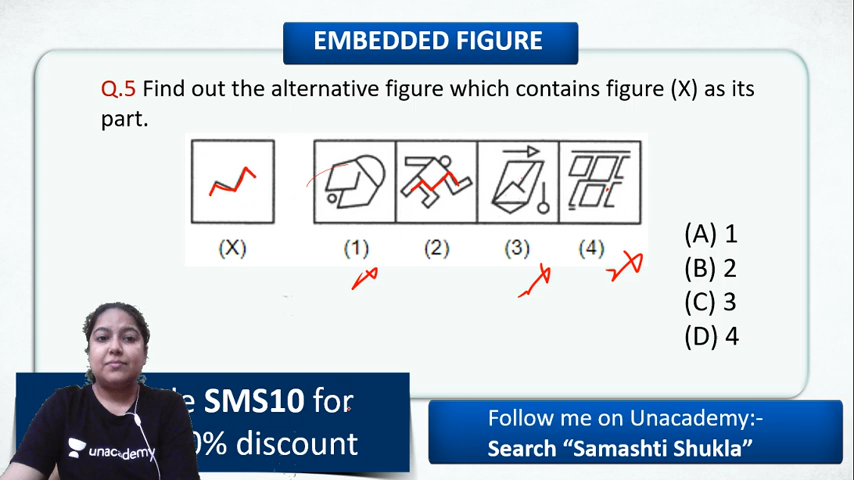 EMBEDDED FIGURE
Q.5 Find out the alternative figure which contains figure (X) as its
part.
(X) (1) (2) (3) (4)
(A) 1
(B) 2
(C) 3
(D) 4
SMS10 for
0% discount
unacademy
Follow me on Unacademy:-
Search “Samashti Shukla”